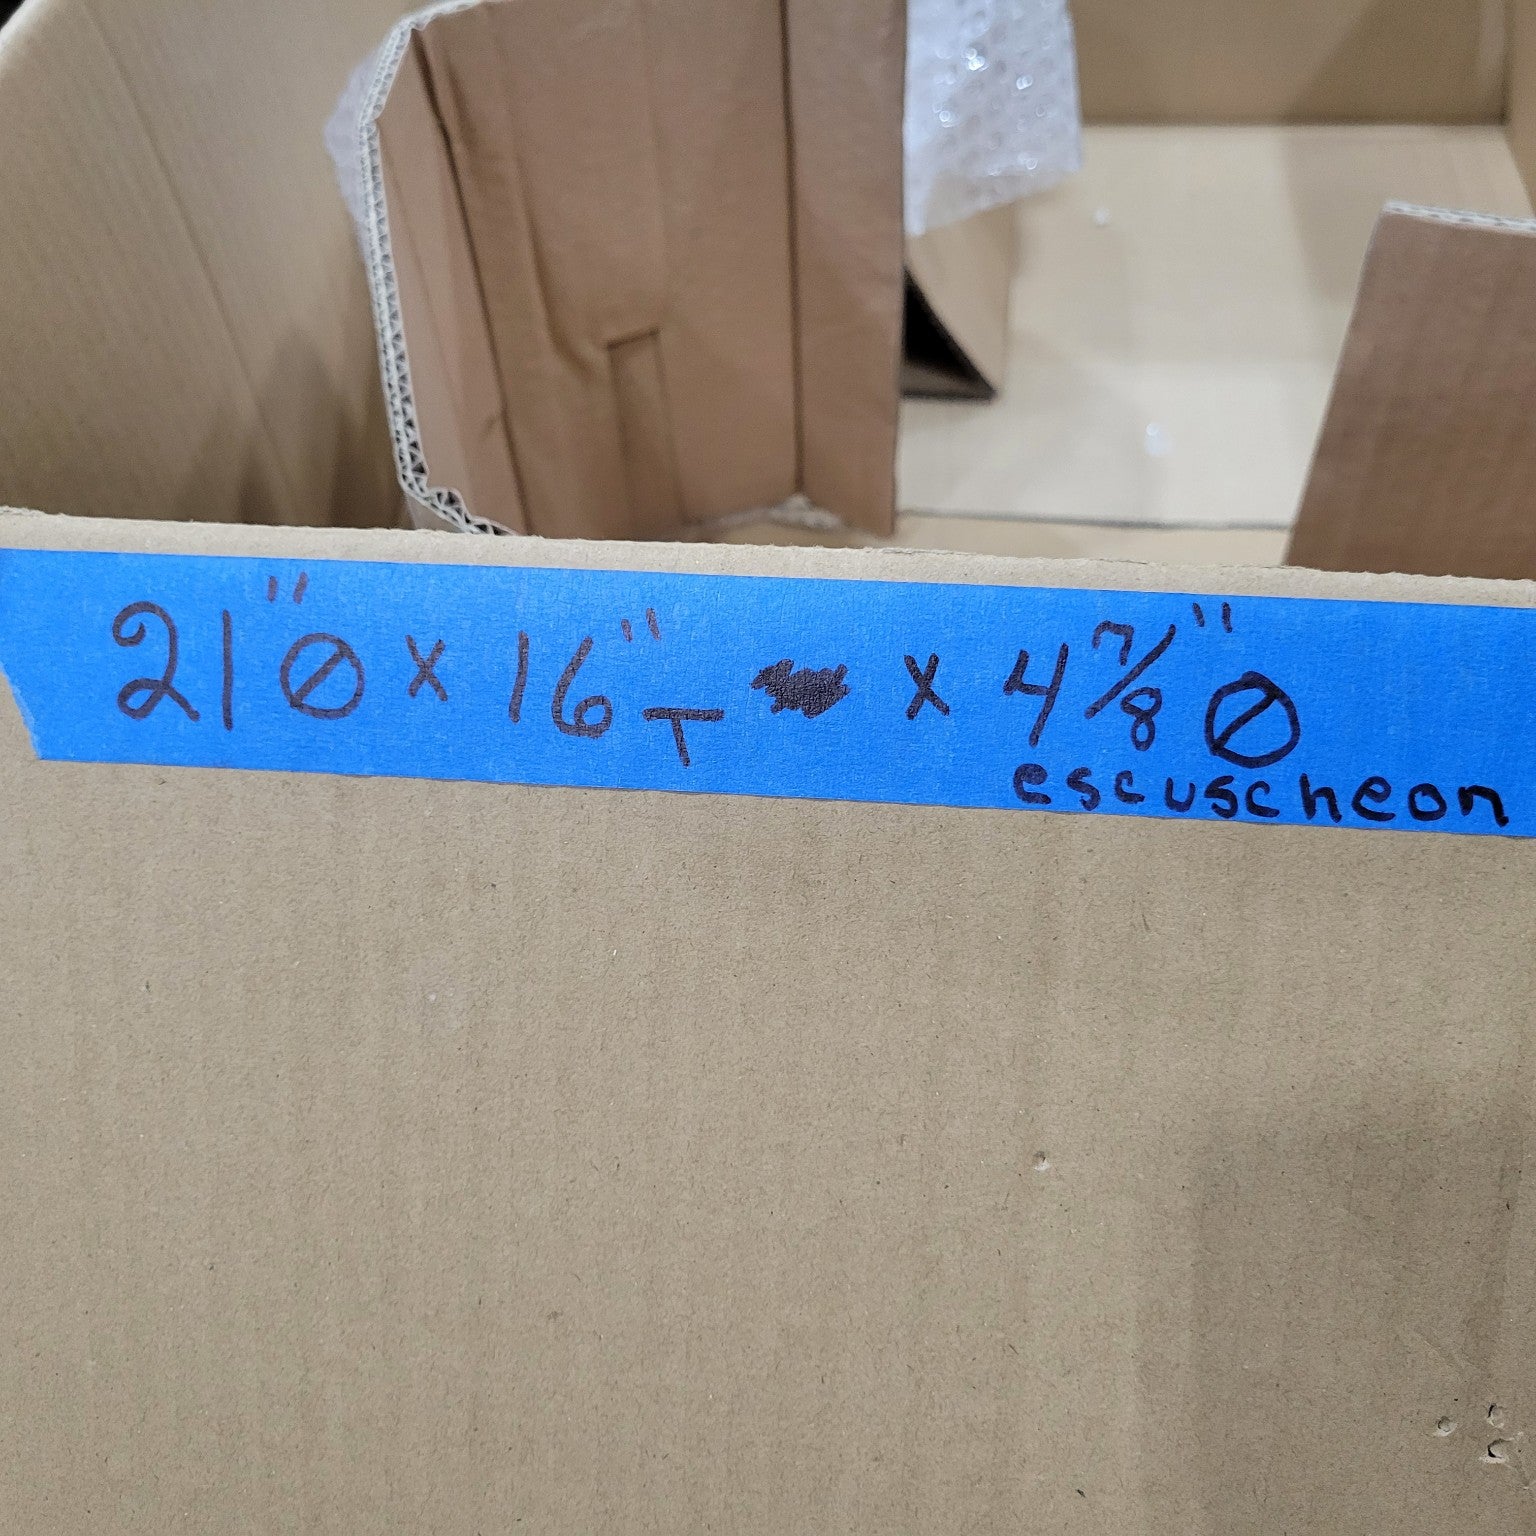 21"Ø x 16"T x 4 7/8"Ø
escuscheon